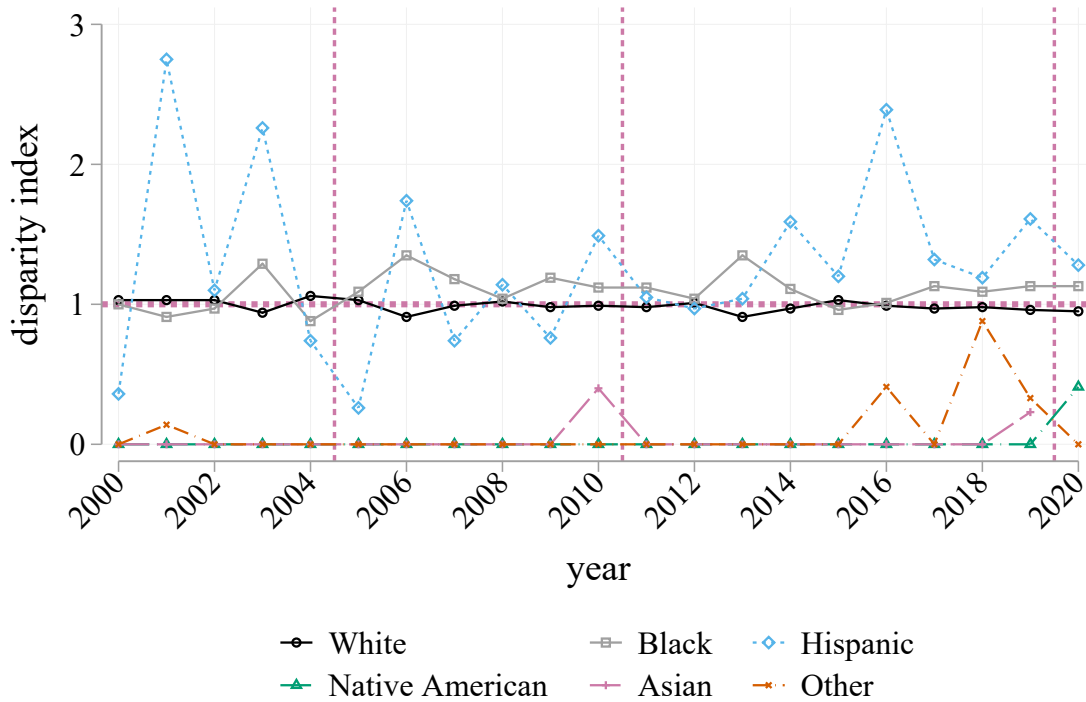 3
2
1
0
disparity index
2000 2002 2004 2006 2008 2010 2012 2014 2016 2018 2020
year
White Black Hispanic
Native American Asian Other